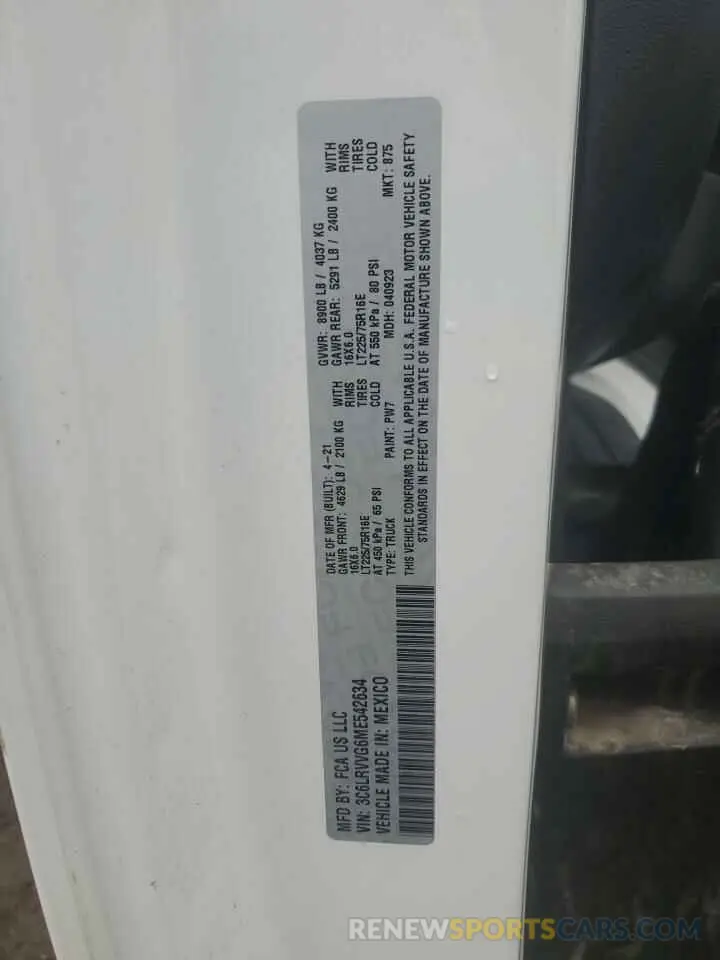 MFD BY: FCA US LLC
VIN: 3C6LRVVG6ME542634
VEHICLE MADE IN: MEXICO
DATE OF MFR (BUILT): 4-21
GAWR FRONT: 4629 LB / 2100 KG WITH
16X6.0 RIMS
LT225/75R16E TIRES
AT 450 kPa / 65 PSI COLD
TYPE: TRUCK PAINT: PW7
GVWR: 8900 LB / 4037 KG
GAWR REAR: 5291 LB / 2400 KG WITH
16X6.0 RIMS
LT225/75R16E TIRES
AT 550 kPa / 80 PSI COLD
MDH: 040923 MKT: 875
THIS VEHICLE CONFORMS TO ALL APPLICABLE U.S.A. FEDERAL MOTOR VEHICLE SAFETY
STANDARDS IN EFFECT ON THE DATE OF MANUFACTURE SHOWN ABOVE.
RENEWSPORTSCARS.COM